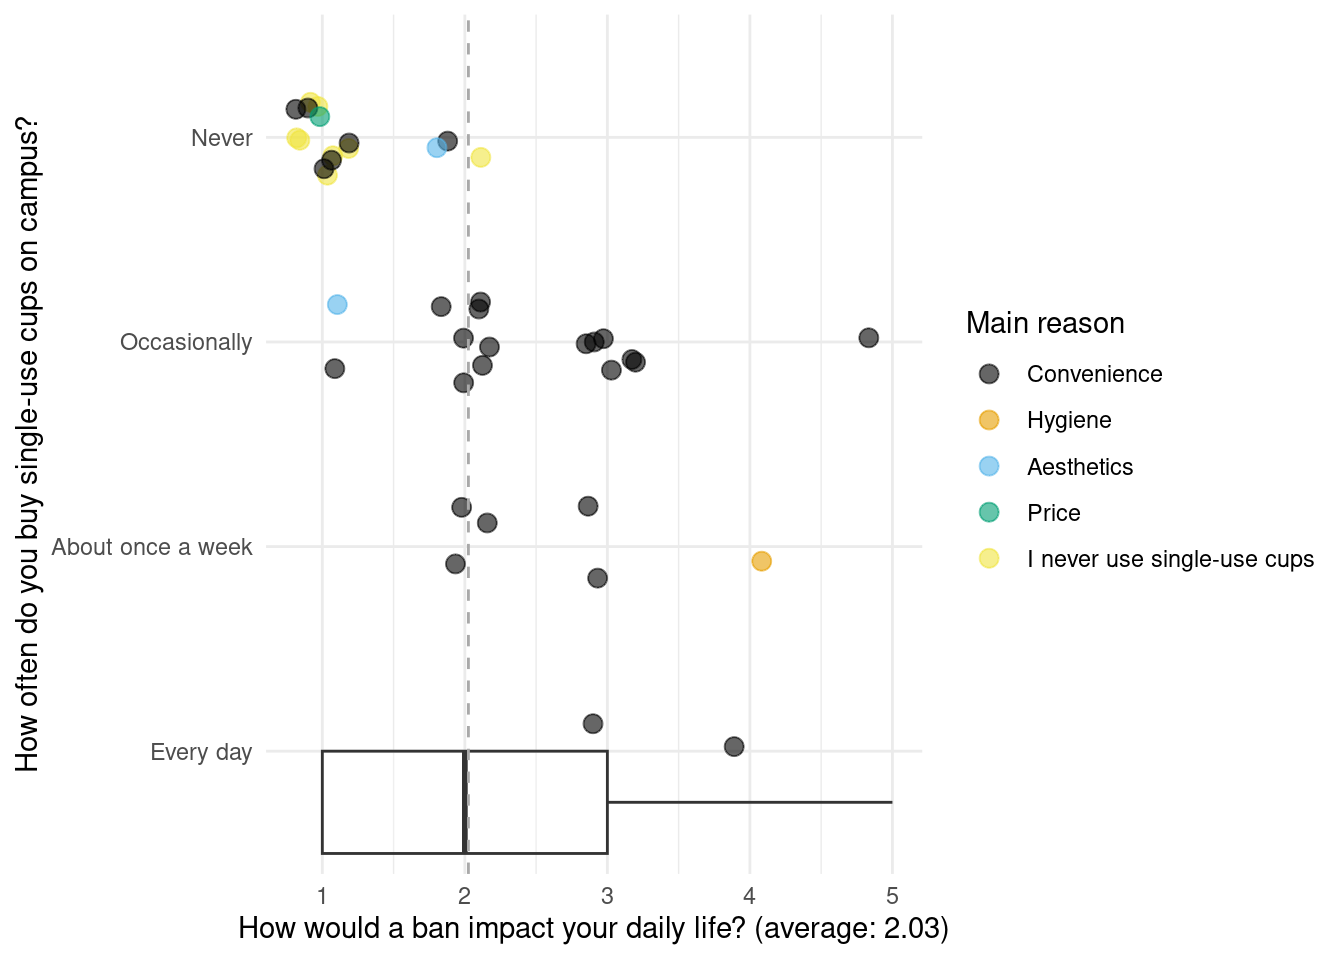 How often do you buy single-use cups on campus?
Never
Occasionally
About once a week
Every day
1 2 3 4 5
How would a ban impact your daily life? (average: 2.03)
Main reason
Convenience
Hygiene
Aesthetics
Price
I never use single-use cups